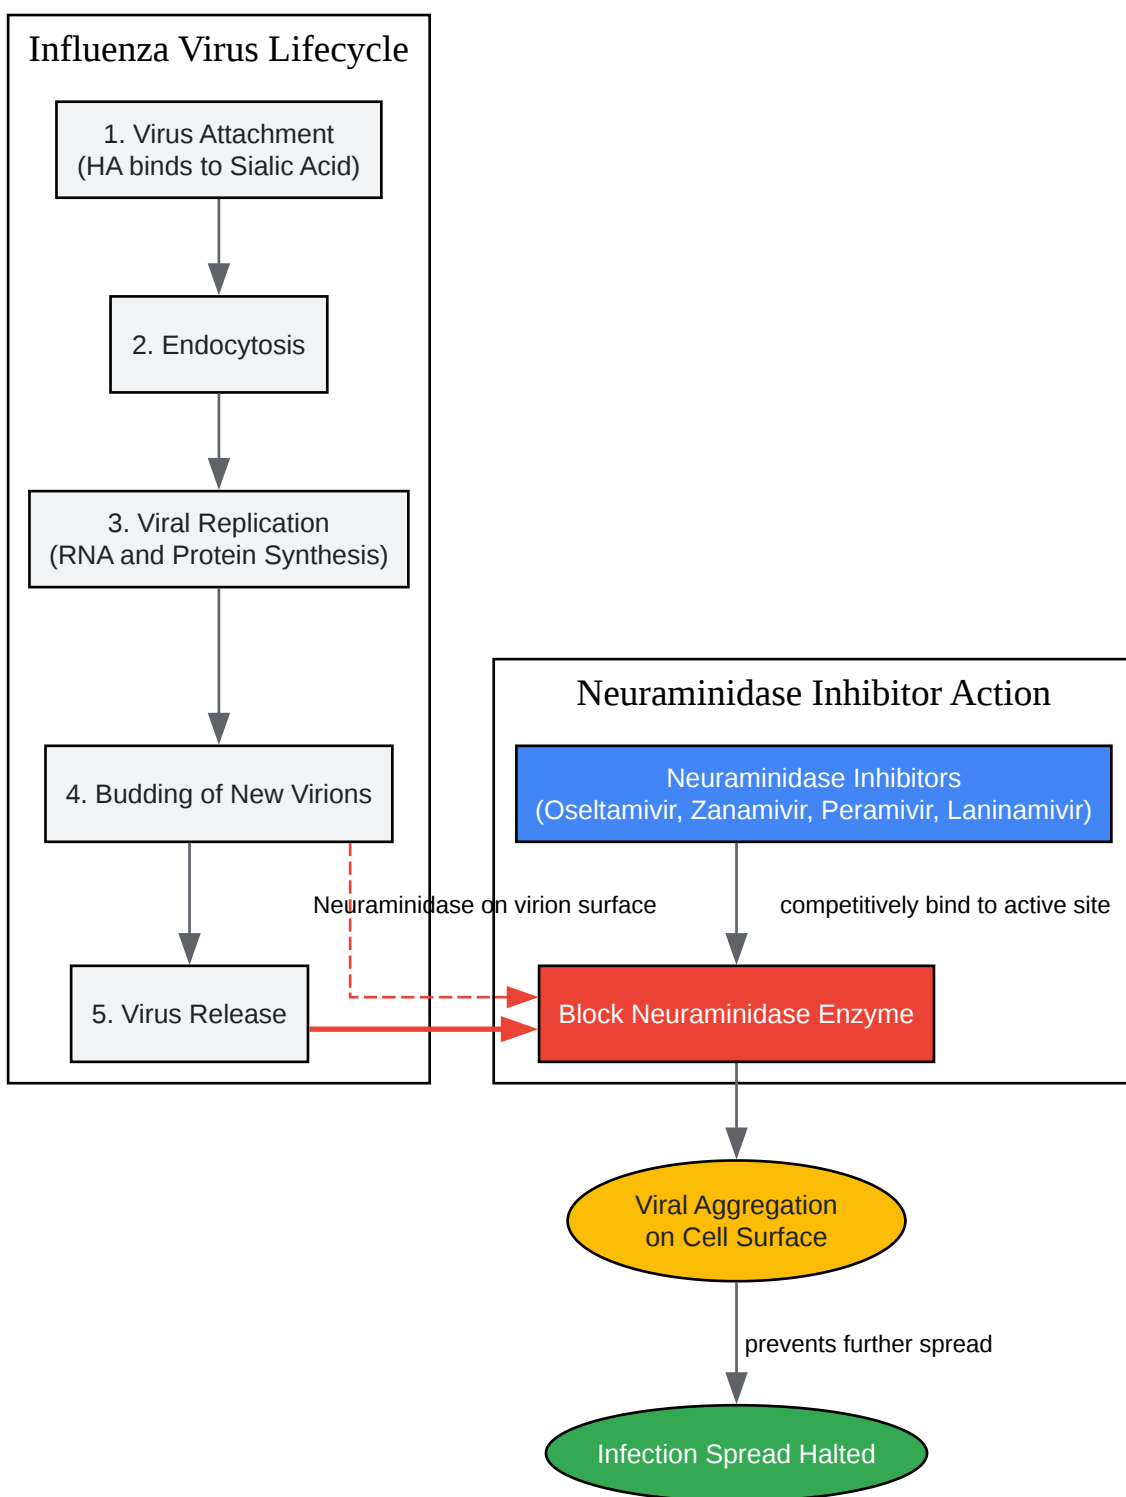 Influenza Virus Lifecycle
1. Virus Attachment
(HA binds to Sialic Acid)
2. Endocytosis
3. Viral Replication
(RNA and Protein Synthesis)
4. Budding of New Virions
5. Virus Release
Neuraminidase on virion surface
Neuraminidase Inhibitor Action
Neuraminidase Inhibitors
(Oseltamivir, Zanamivir, Peramivir, Laninamivir)
competitively bind to active site
Block Neuraminidase Enzyme
Viral Aggregation
on Cell Surface
prevents further spread
Infection Spread Halted